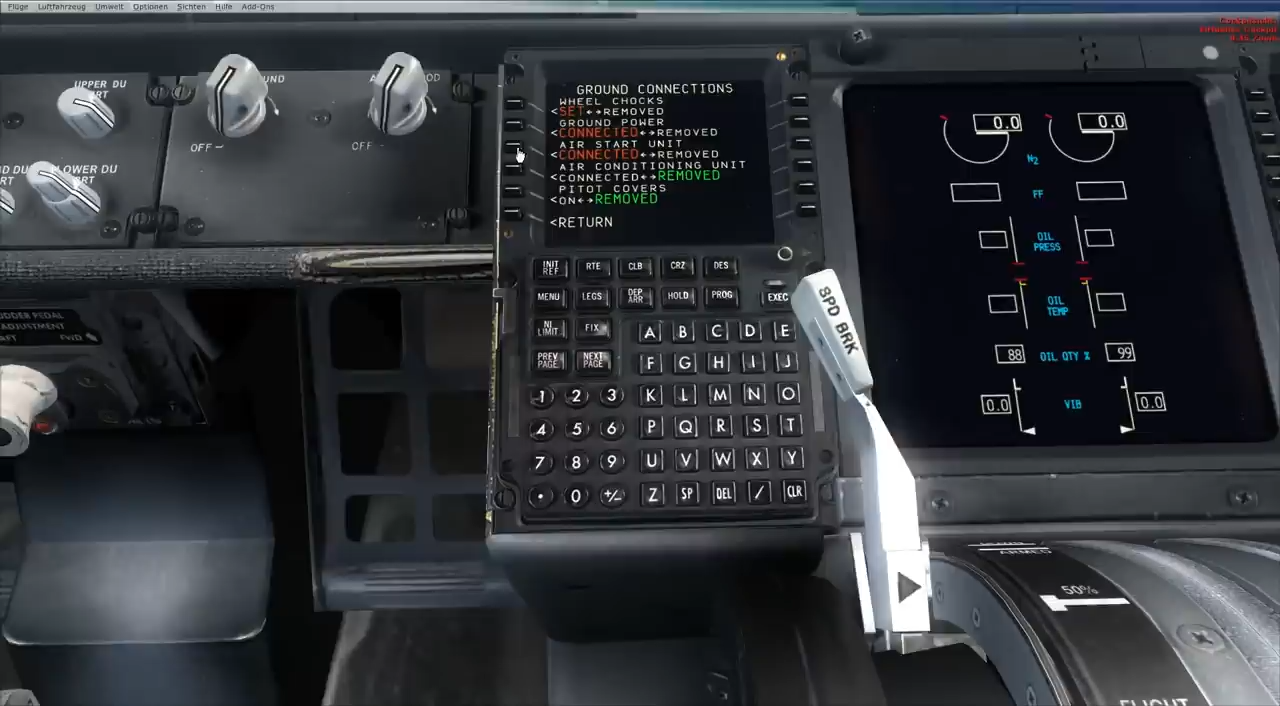 Flüge Luftfahrzeug Umwelt Optionen Sichten Hilfe Add-Ons
UPPER DU
OFF
OFF
GROUND CONNECTIONS
WHEEL CHOCKS
<SET↔REMOVED
GROUND POWER
<CONNECTED↔REMOVED
AIR START UNIT
<CONNECTED↔REMOVED
AIR CONDITIONING UNIT
<CONNECTED↔REMOVED
PITOT COVERS
<ON↔REMOVED
<RETURN
INIT REF RTE CLB CRZ DES
MENU LEGS DEP ARR HOLD PROG EXEC
N1 LIMIT FIX
PREV PAGE NEXT PAGE
A B C D E
F G H I J
1 2 3 K L M N O
4 5 6 P Q R S T
7 8 9 U V W X Y
. 0 +/- Z SP DEL / CLR
SPD BRK
0.0 0.0
N2
FF
OIL PRESS
OIL TEMP
88 OIL QTY % 99
0.0 VIB 0.0
ADJUSTMENT
FWD
ARMED
50%
FLIGHT